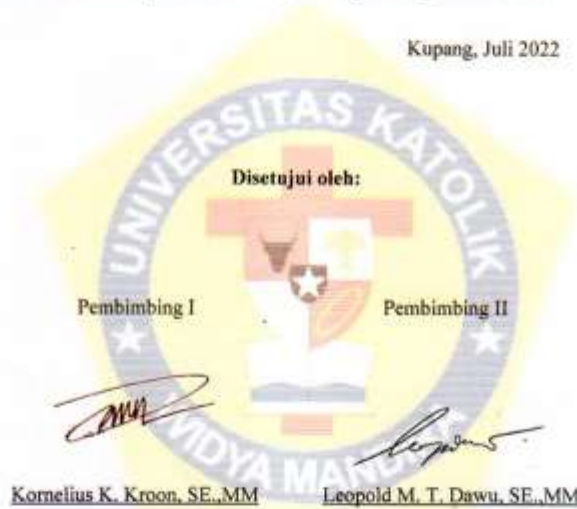 Kupang, Juli 2022
UNIVERSITAS KATOLIK
Disetujui oleh:
Pembimbing I Pembimbing II
WIDYA
Kornelius K. Kroon, SE.,MM Leopold M. T. Dawu, SE.,MM